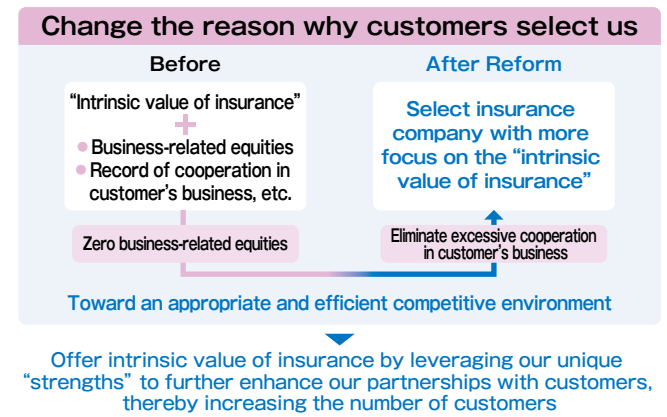 Change the reason why customers select us
Before
"Intrinsic value of insurance"
+
● Business-related equities
● Record of cooperation in
customer's business, etc.
Zero business-related equities
After Reform
Select insurance
company with more
focus on the "intrinsic
value of insurance"
Eliminate excessive cooperation
in customer's business
Toward an appropriate and efficient competitive environment
Offer intrinsic value of insurance by leveraging our unique
"strengths" to further enhance our partnerships with customers,
thereby increasing the number of customers